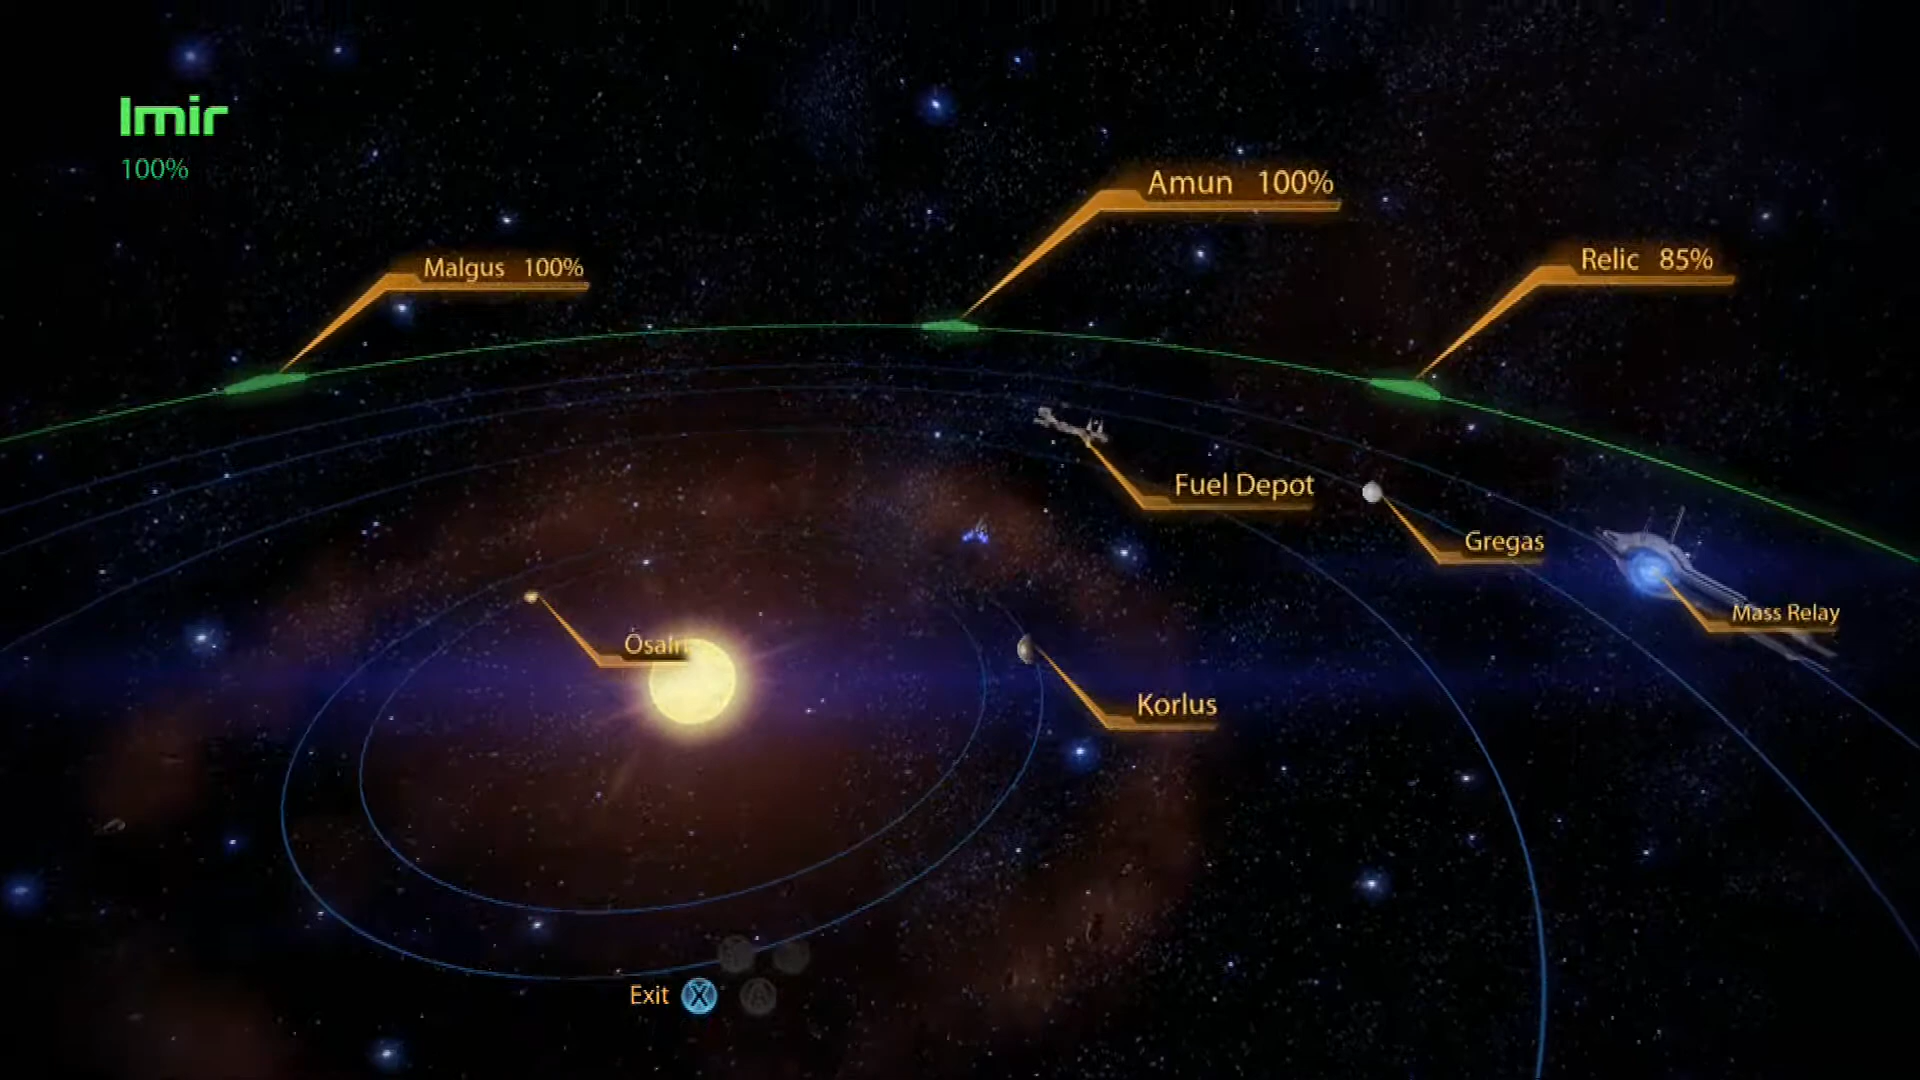 Imir
100%
Amun 100%
Relic 85%
Malgus 100%
Fuel Depot
Gregas
Mass Relay
Korlus
Exit X
A